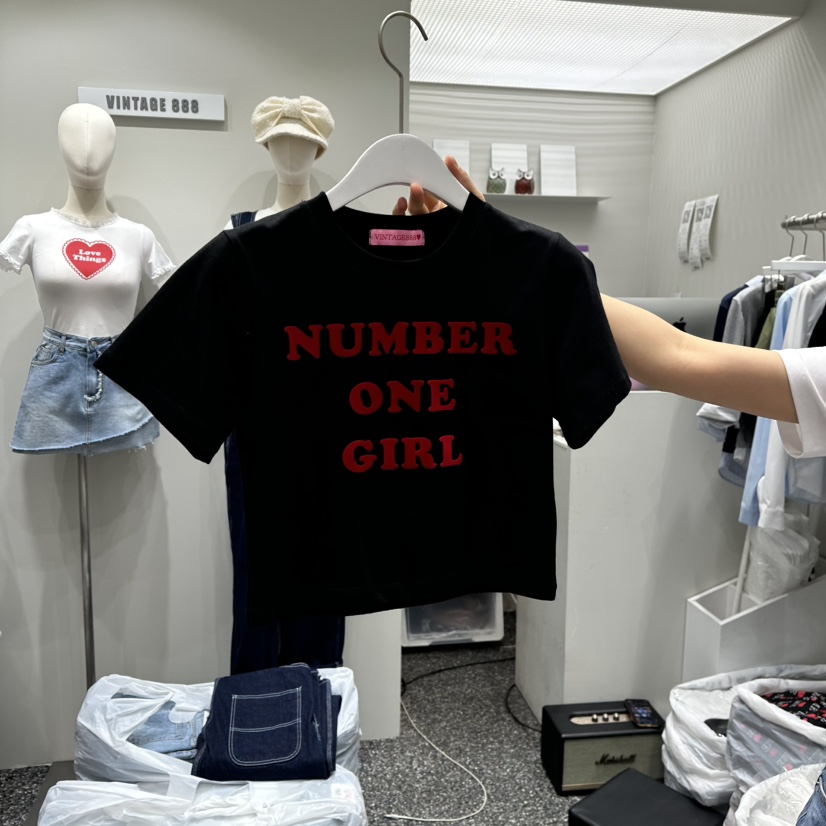 VINTAGE 888
Love
Things
VINTAGE888♥
NUMBER
ONE
GIRL
Marshall